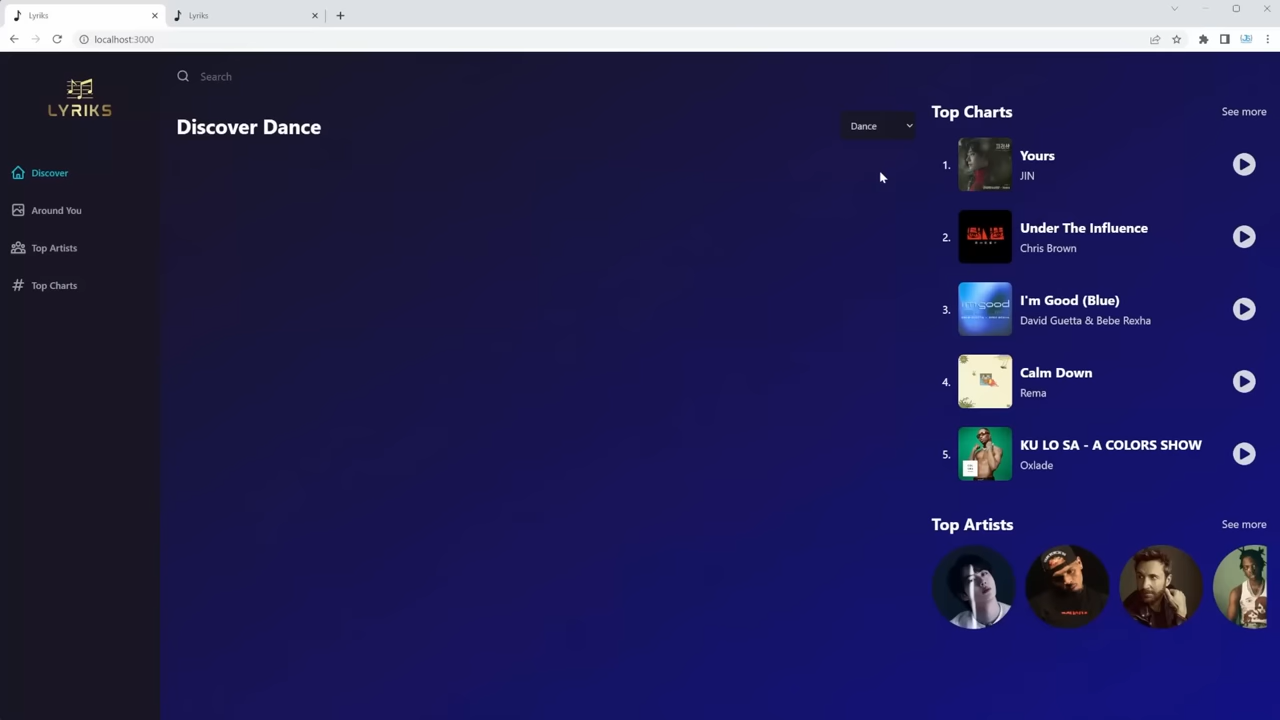 Lyriks
Lyriks
localhost:3000
LYRIKS
Search
Discover
Around You
Top Artists
Top Charts
Discover Dance
Dance
Top Charts
See more
1.
Yours
JIN
2.
Under The Influence
Chris Brown
3.
I'm Good (Blue)
David Guetta & Bebe Rexha
4.
Calm Down
Rema
5.
KU LO SA - A COLORS SHOW
Oxlade
Top Artists
See more